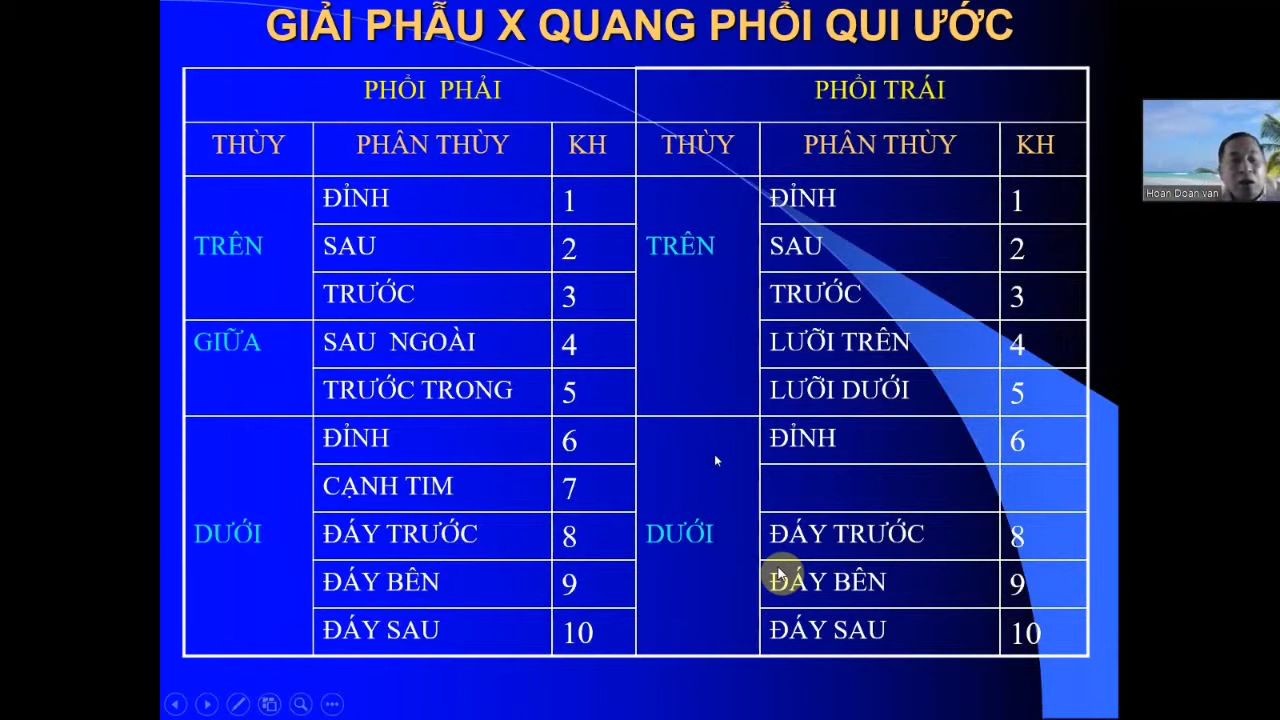 GIẢI PHẪU X QUANG PHỔI QUI ƯỚC
PHỔI PHẢI PHỔI TRÁI
THÙY PHÂN THÙY KH THÙY PHÂN THÙY KH
ĐỈNH 1 ĐỈNH 1
TRÊN SAU 2 TRÊN SAU 2
TRƯỚC 3 TRƯỚC 3
GIỮA SAU NGOÀI 4 LƯỠI TRÊN 4
TRƯỚC TRONG 5 LƯỠI DƯỚI 5
ĐỈNH 6 ĐỈNH 6
CẠNH TIM 7
DƯỚI ĐÁY TRƯỚC 8 DƯỚI ĐÁY TRƯỚC 8
ĐÁY BÊN 9 ĐÁY BÊN 9
ĐÁY SAU 10 ĐÁY SAU 10
Hoan Doan van